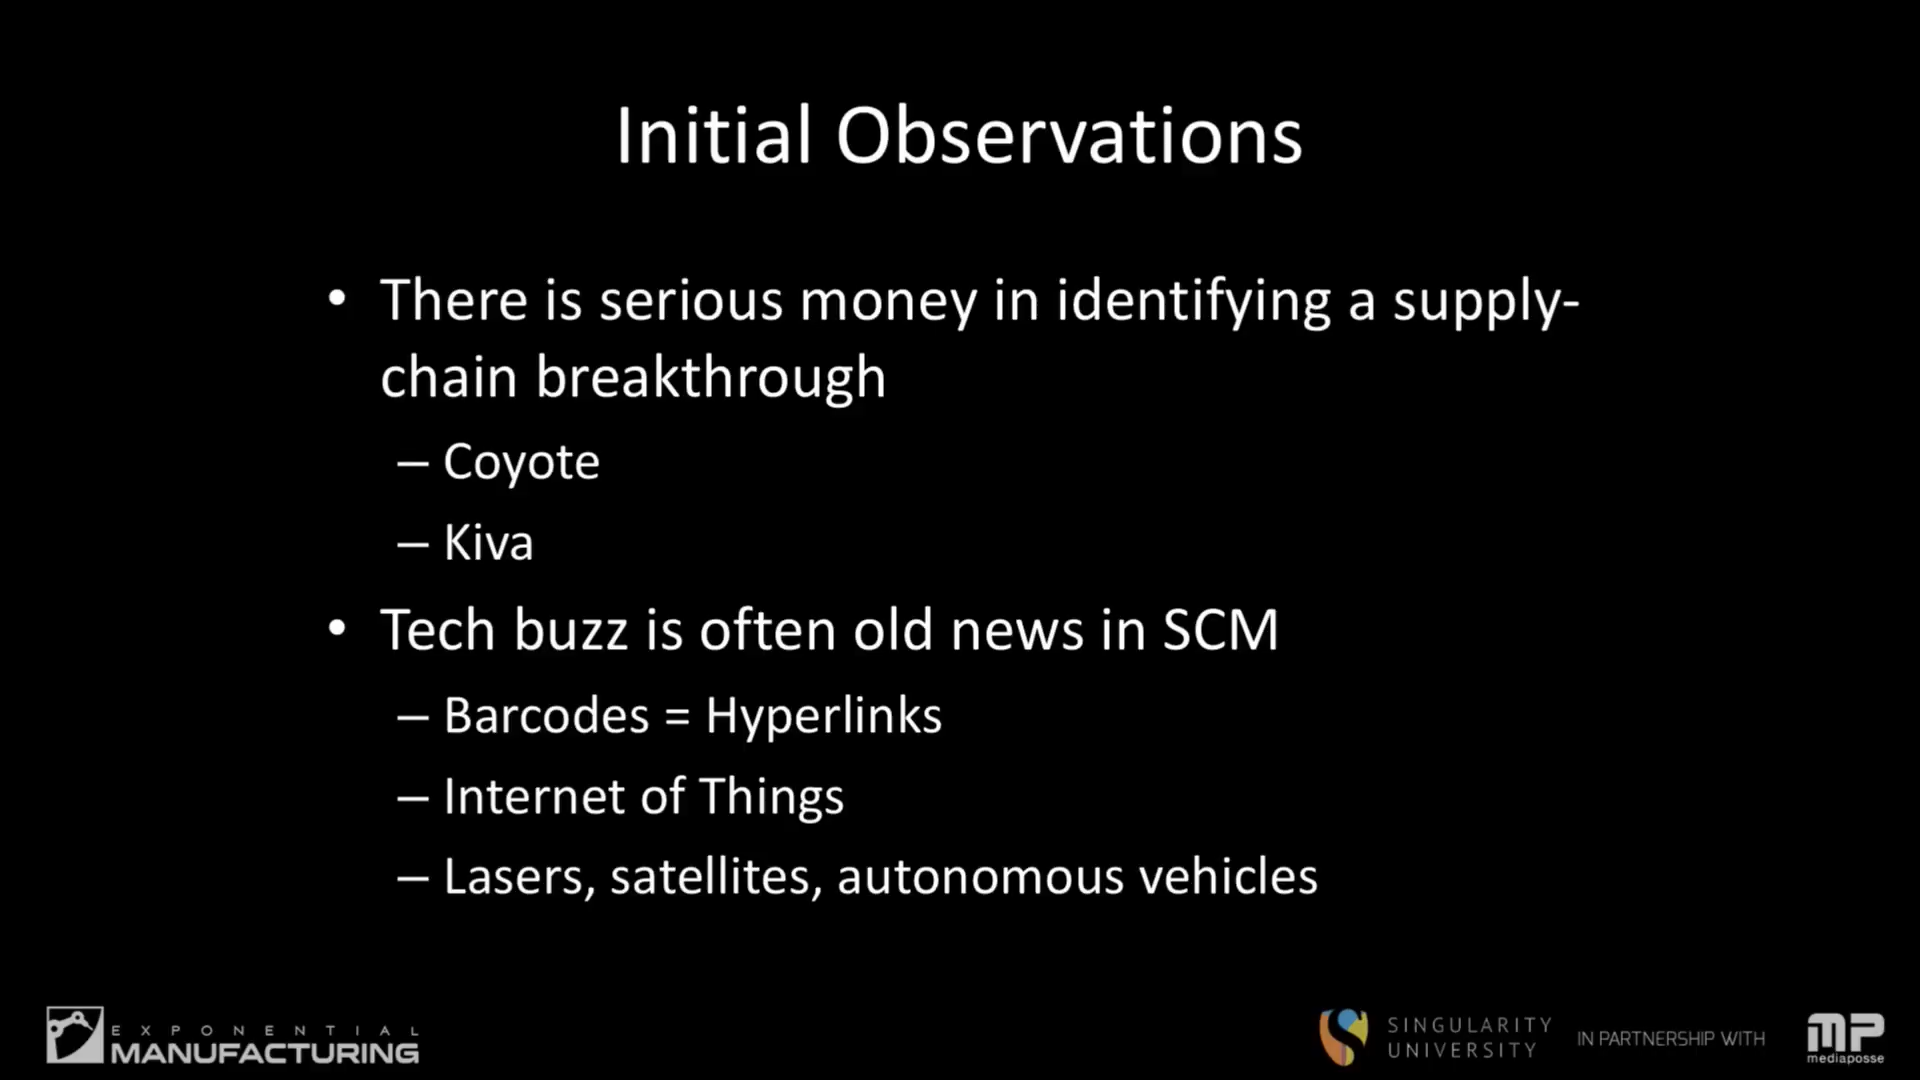 Initial Observations
• There is serious money in identifying a supply-
chain breakthrough
– Coyote
– Kiva
• Tech buzz is often old news in SCM
– Barcodes = Hyperlinks
– Internet of Things
– Lasers, satellites, autonomous vehicles
EXPONENTIAL
MANUFACTURING
SINGULARITY
UNIVERSITY
IN PARTNERSHIP WITH
MP
mediaposse